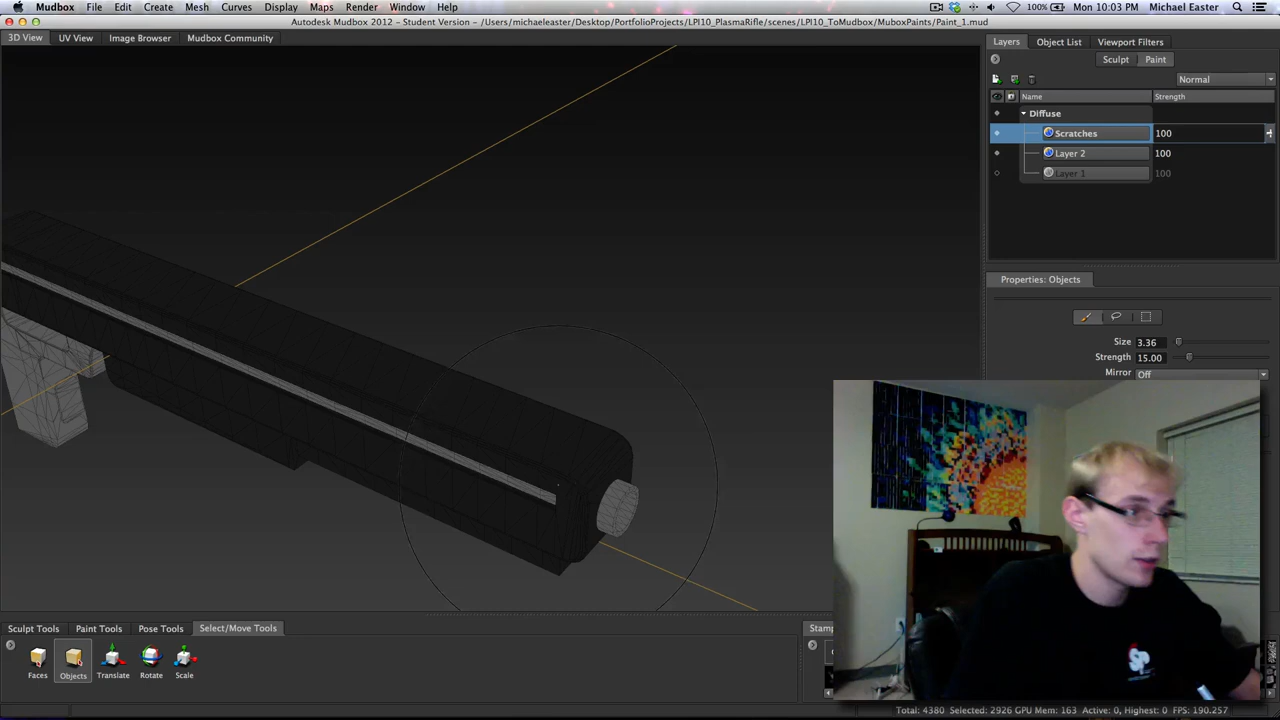 Mudbox File Edit Create Mesh Curves Display Maps Render Window Help 100% Mon 10:03 PM Michael Easter
Autodesk Mudbox 2012 - Student Version - /Users/michaeleaster/Desktop/PortfolioProjects/LPI10_PlasmaRifle/scenes/LPI10_ToMudbox/MuboxPaints/Paint_1.mud
3D View UV View Image Browser Mudbox Community
Layers Object List Viewport Filters
Sculpt Paint
Normal
Name Strength
Diffuse
Scratches 100
Layer 2 100
Layer 1 100
Properties: Objects
Size 3.36
Strength 15.00
Mirror Off
Sculpt Tools Paint Tools Pose Tools Select/Move Tools Stamp
Faces Objects Translate Rotate Scale
SP
Total: 4380 Selected: 2926 GPU Mem: 163 Active: 0, Highest: 0 FPS: 190.257